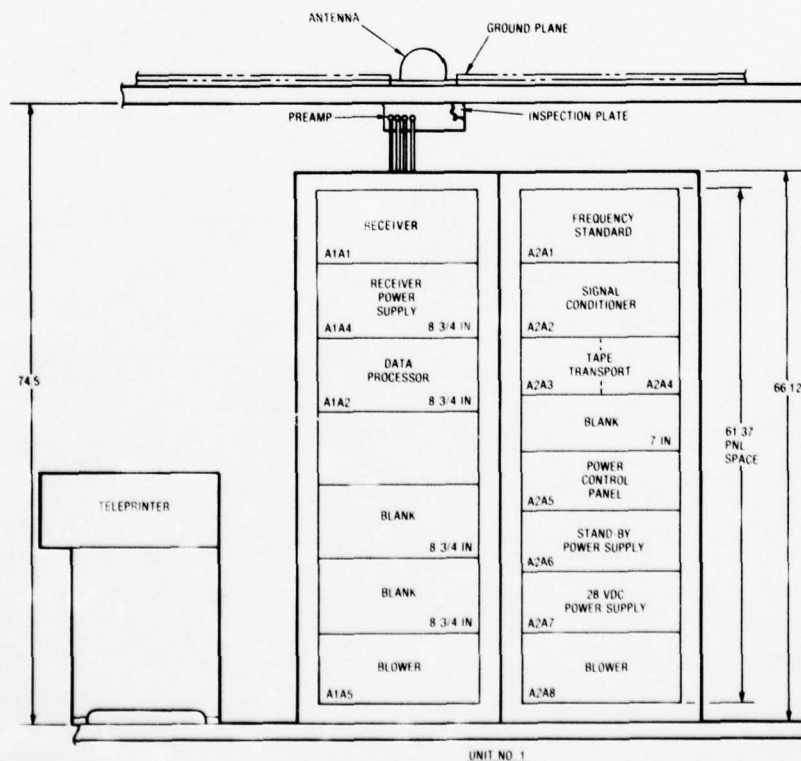 ANTENNA
GROUND PLANE
PREAMP
INSPECTION PLATE
RECEIVER
A1A1
RECEIVER
POWER
SUPPLY
A1A4 8 3/4 IN
DATA
PROCESSOR
A1A2 8 3/4 IN
BLANK
8 3/4 IN
BLANK
8 3/4 IN
BLOWER
A1A5
FREQUENCY
STANDARD
A2A1
SIGNAL
CONDITIONER
A2A2
TAPE
TRANSPORT
A2A3 A2A4
BLANK
7 IN
POWER
CONTROL
PANEL
A2A5
STAND-BY
POWER SUPPLY
A2A6
28 VDC
POWER SUPPLY
A2A7
BLOWER
A2A8
74.5
66.12
61.37
PNL
SPACE
TELEPRINTER
UNIT NO. 1